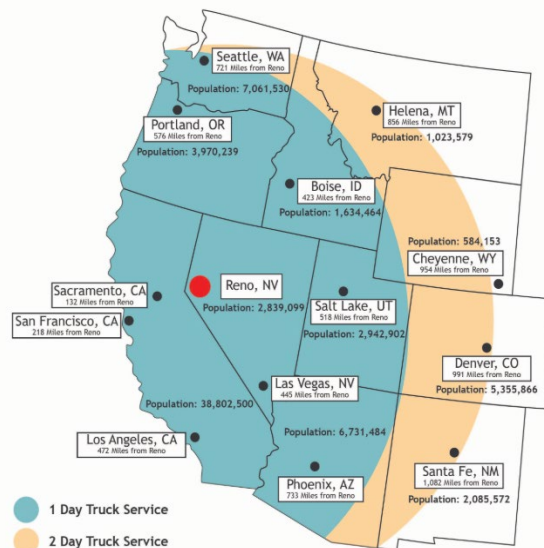 Seattle, WA
721 Miles from Reno
Population: 7,061,530
Helena, MT
856 Miles from Reno
Population: 1,023,579
Portland, OR
576 Miles from Reno
Population: 3,970,239
Boise, ID
423 Miles from Reno
Population: 1,634,464
Population: 584,153
Cheyenne, WY
954 Miles from Reno
Reno, NV
Population: 2,839,099
Sacramento, CA
132 Miles from Reno
San Francisco, CA
218 Miles from Reno
Salt Lake, UT
518 Miles from Reno
Population: 2,942,902
Denver, CO
991 Miles from Reno
Population: 5,355,866
Las Vegas, NV
445 Miles from Reno
Population: 38,802,500
Population: 6,731,484
Los Angeles, CA
472 Miles from Reno
Phoenix, AZ
733 Miles from Reno
Santa Fe, NM
1,082 Miles from Reno
Population: 2,085,572
1 Day Truck Service
2 Day Truck Service